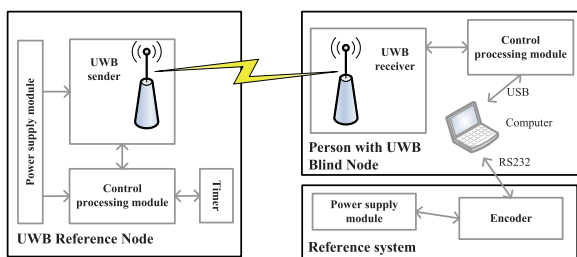 Power supply module
UWB
sender
Control
processing module
Timer
UWB Reference Node
UWB
receiver
Control
processing module
USB
Computer
Person with UWB
Blind Node
RS232
Power supply
module
Encoder
Reference system